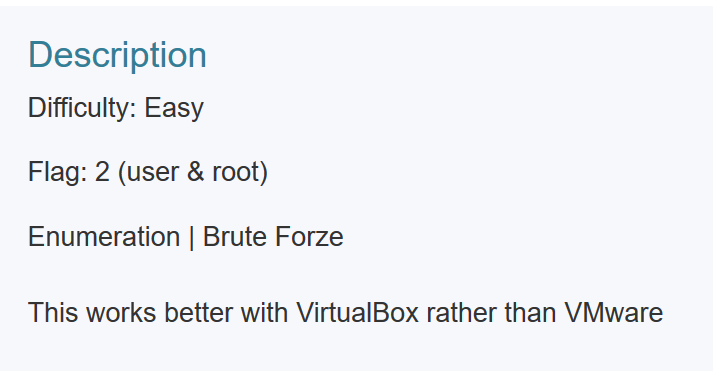 Description
Difficulty: Easy
Flag: 2 (user & root)
Enumeration | Brute Forze
This works better with VirtualBox rather than VMware